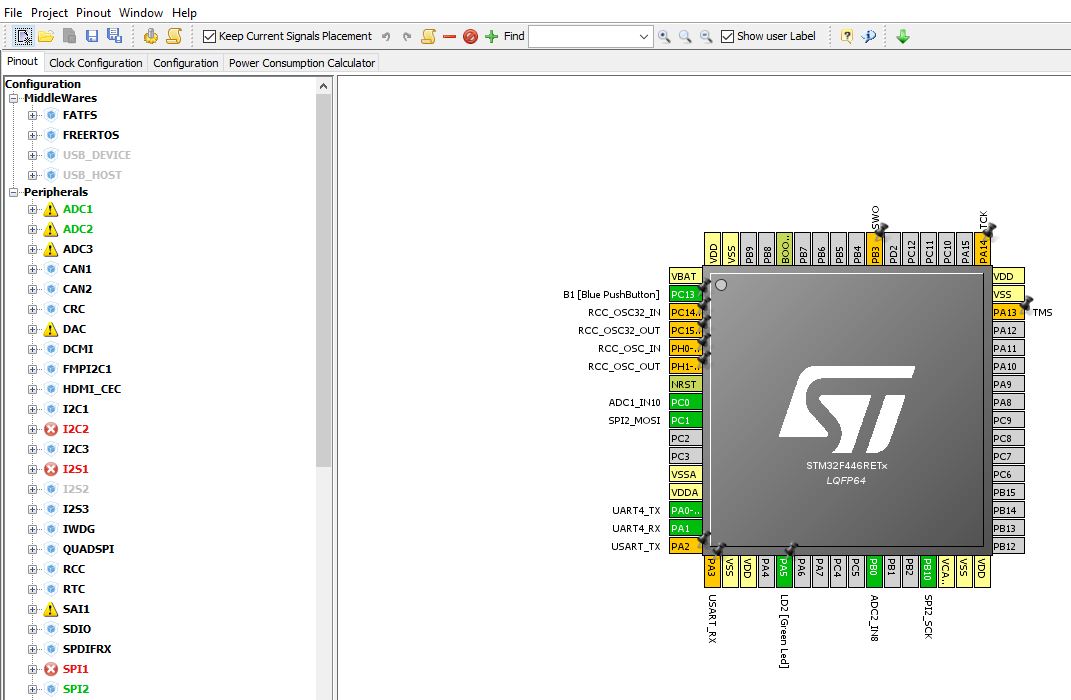 File Project Pinout Window Help
Keep Current Signals Placement Find Show user Label
Pinout Clock Configuration Configuration Power Consumption Calculator
Configuration
MiddleWares
FATFS
FREERTOS
USB_DEVICE
USB_HOST
Peripherals
ADC1
ADC2
ADC3
CAN1
CAN2
CRC
DAC
DCMI
FMPI2C1
HDMI_CEC
I2C1
I2C2
I2C3
I2S1
I2S2
I2S3
IWDG
QUADSPI
RCC
RTC
SAI1
SDIO
SPDIFRX
SPI1
SPI2
SWO TCK
VDD VSS PB9 PB8 BOO.. PB7 PB6 PB5 PB4 PB3 PD2 PC12 PC11 PC10 PA15 PA14
VBAT
B1 [Blue PushButton] PC13
RCC_OSC32_IN PC14..
RCC_OSC32_OUT PC15..
RCC_OSC_IN PH0-..
RCC_OSC_OUT PH1-..
NRST
ADC1_IN10 PC0
SPI2_MOSI PC1
PC2
PC3
VSSA
VDDA
UART4_TX PA0-..
UART4_RX PA1
USART_TX PA2
ST
STM32F446RETx
LQFP64
VDD
VSS
PA13 TMS
PA12
PA11
PA10
PA9
PA8
PC9
PC8
PC7
PC6
PB15
PB14
PB13
PB12
PA3 VSS VDD PA4 PA5 PA6 PA7 PC4 PC5 PB0 PB1 PB2 PB10 VCA.. VSS VDD
USART_RX LD2 [Green Led] ADC2_IN8 SPI2_SCK